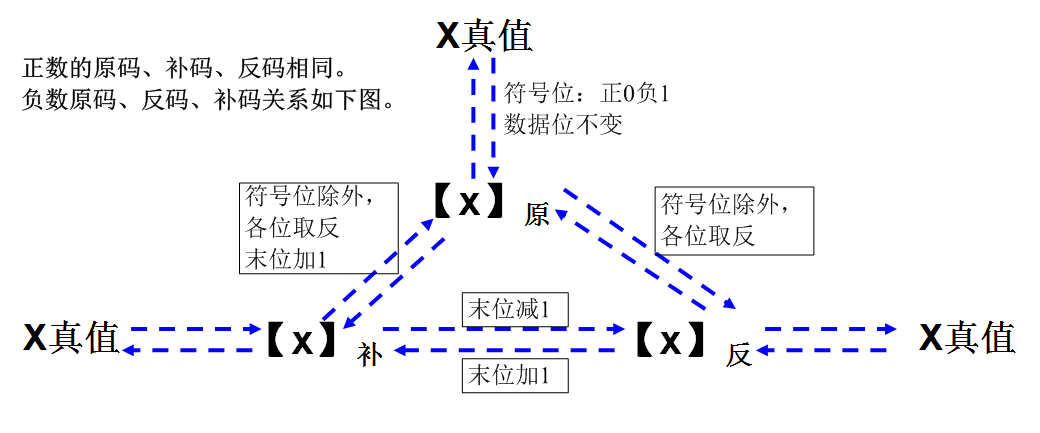 X真值
正数的原码、补码、反码相同。
负数原码、反码、补码关系如下图。
符号位：正0负1
数据位不变
符号位除外，
各位取反
末位加1
【X】原
符号位除外，
各位取反
末位减1
X真值
【X】补
【X】反
X真值
末位加1